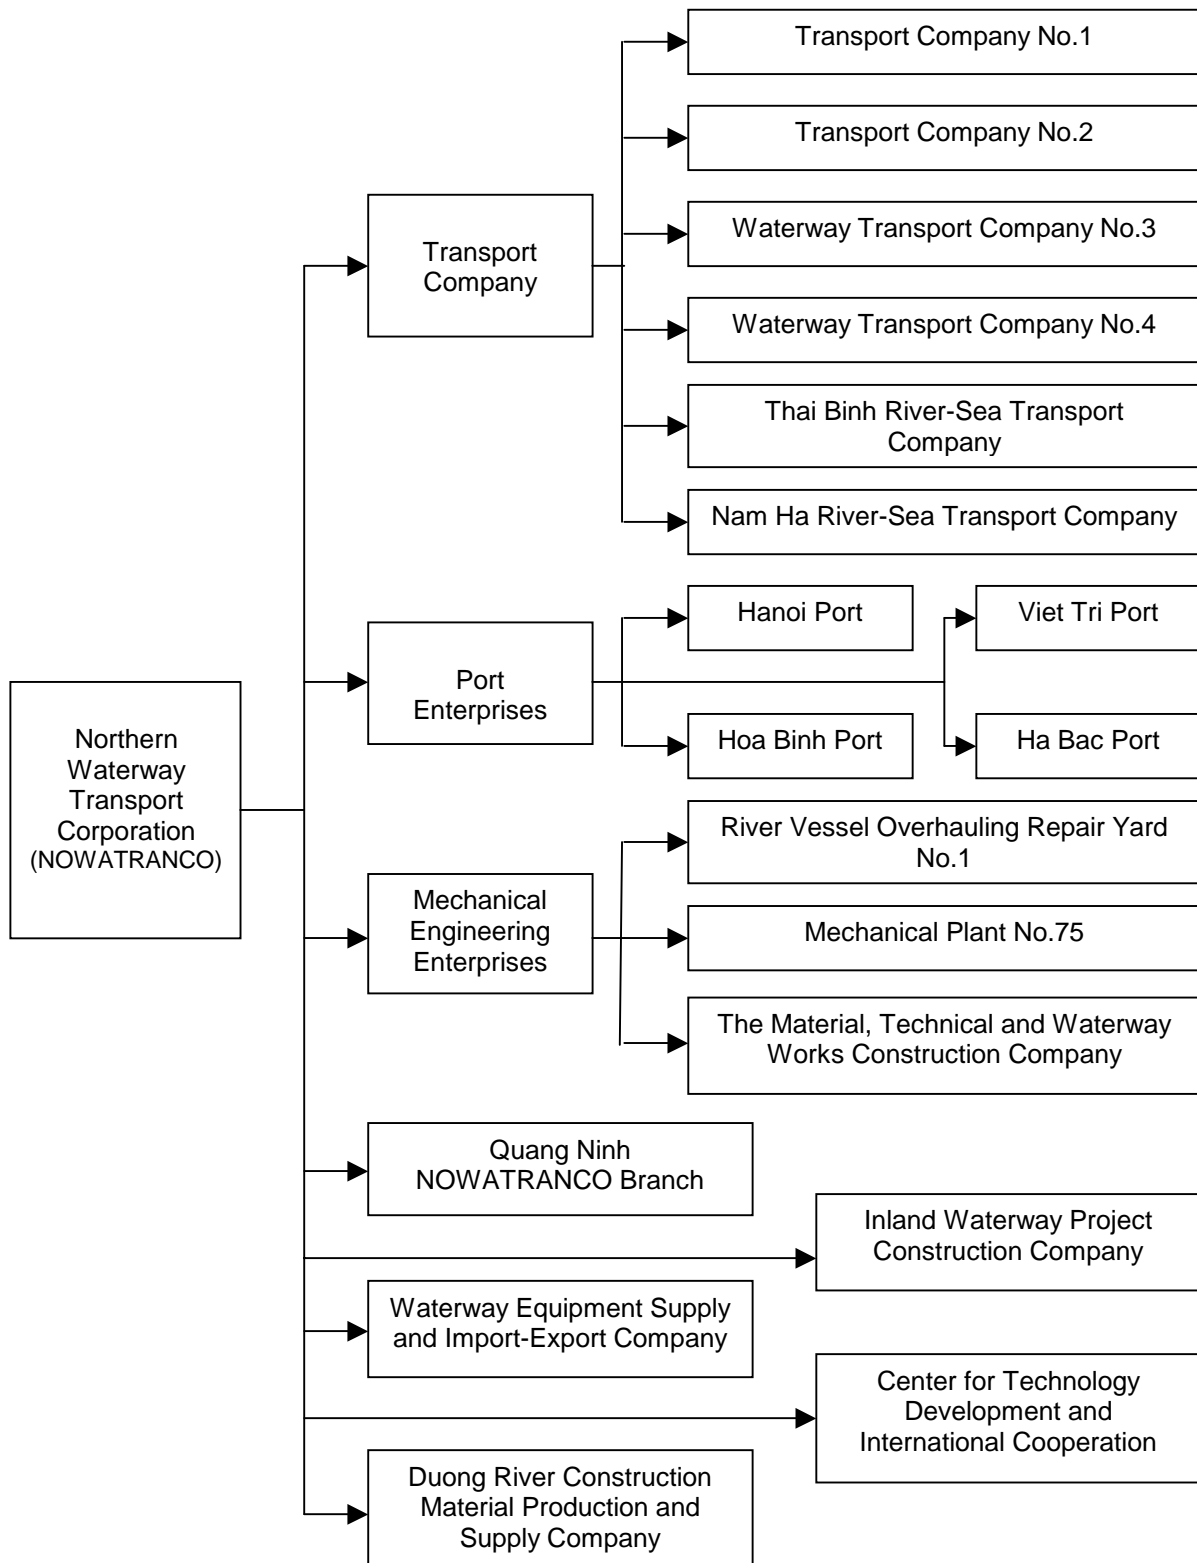 Transport Company No.1
Transport Company No.2
Waterway Transport Company No.3
Transport
Company
Waterway Transport Company No.4
Thai Binh River-Sea Transport
Company
Nam Ha River-Sea Transport Company
Hanoi Port
Viet Tri Port
Port
Enterprises
Hoa Binh Port
Ha Bac Port
Northern
Waterway
Transport
Corporation
(NOWATRANCO)
River Vessel Overhauling Repair Yard
No.1
Mechanical
Engineering
Enterprises
Mechanical Plant No.75
The Material, Technical and Waterway
Works Construction Company
Quang Ninh
NOWATRANCO Branch
Inland Waterway Project
Construction Company
Waterway Equipment Supply
and Import-Export Company
Center for Technology
Development and
International Cooperation
Duong River Construction
Material Production and
Supply Company